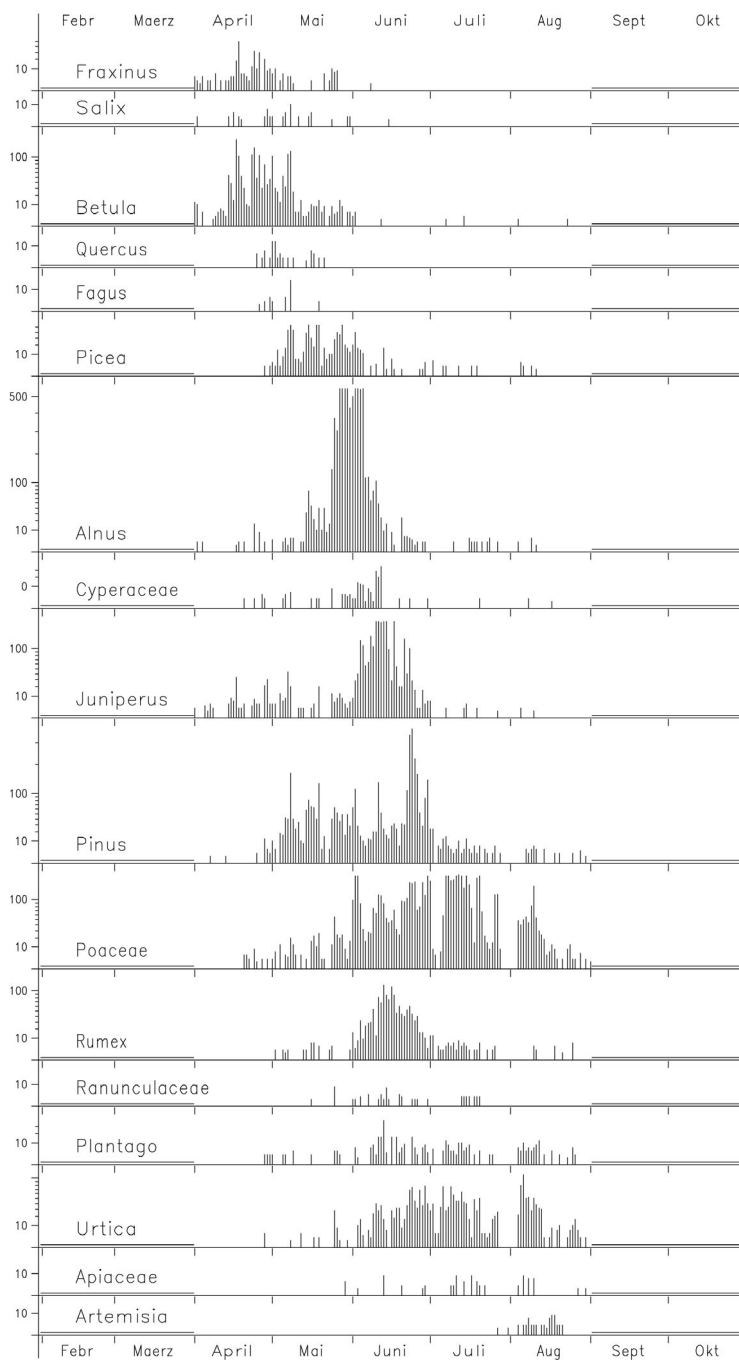 Febr Maerz April Mai Juni Juli Aug Sept Okt
10 Fraxinus
10 Salix
100
10 Betula
10 Quercus
10 Fagus
10 Picea
500
100
10 Alnus
0 Cyperaceae
100
10 Juniperus
100
10 Pinus
100
10 Poaceae
100
10 Rumex
10 Ranunculaceae
10 Plantago
10 Urtica
10 Apiaceae
10 Artemisia
Febr Maerz April Mai Juni Juli Aug Sept Okt